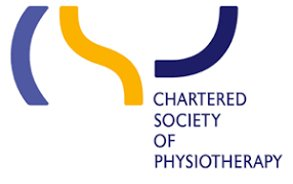 CHARTERED
SOCIETY
OF
PHYSIOTHERAPY